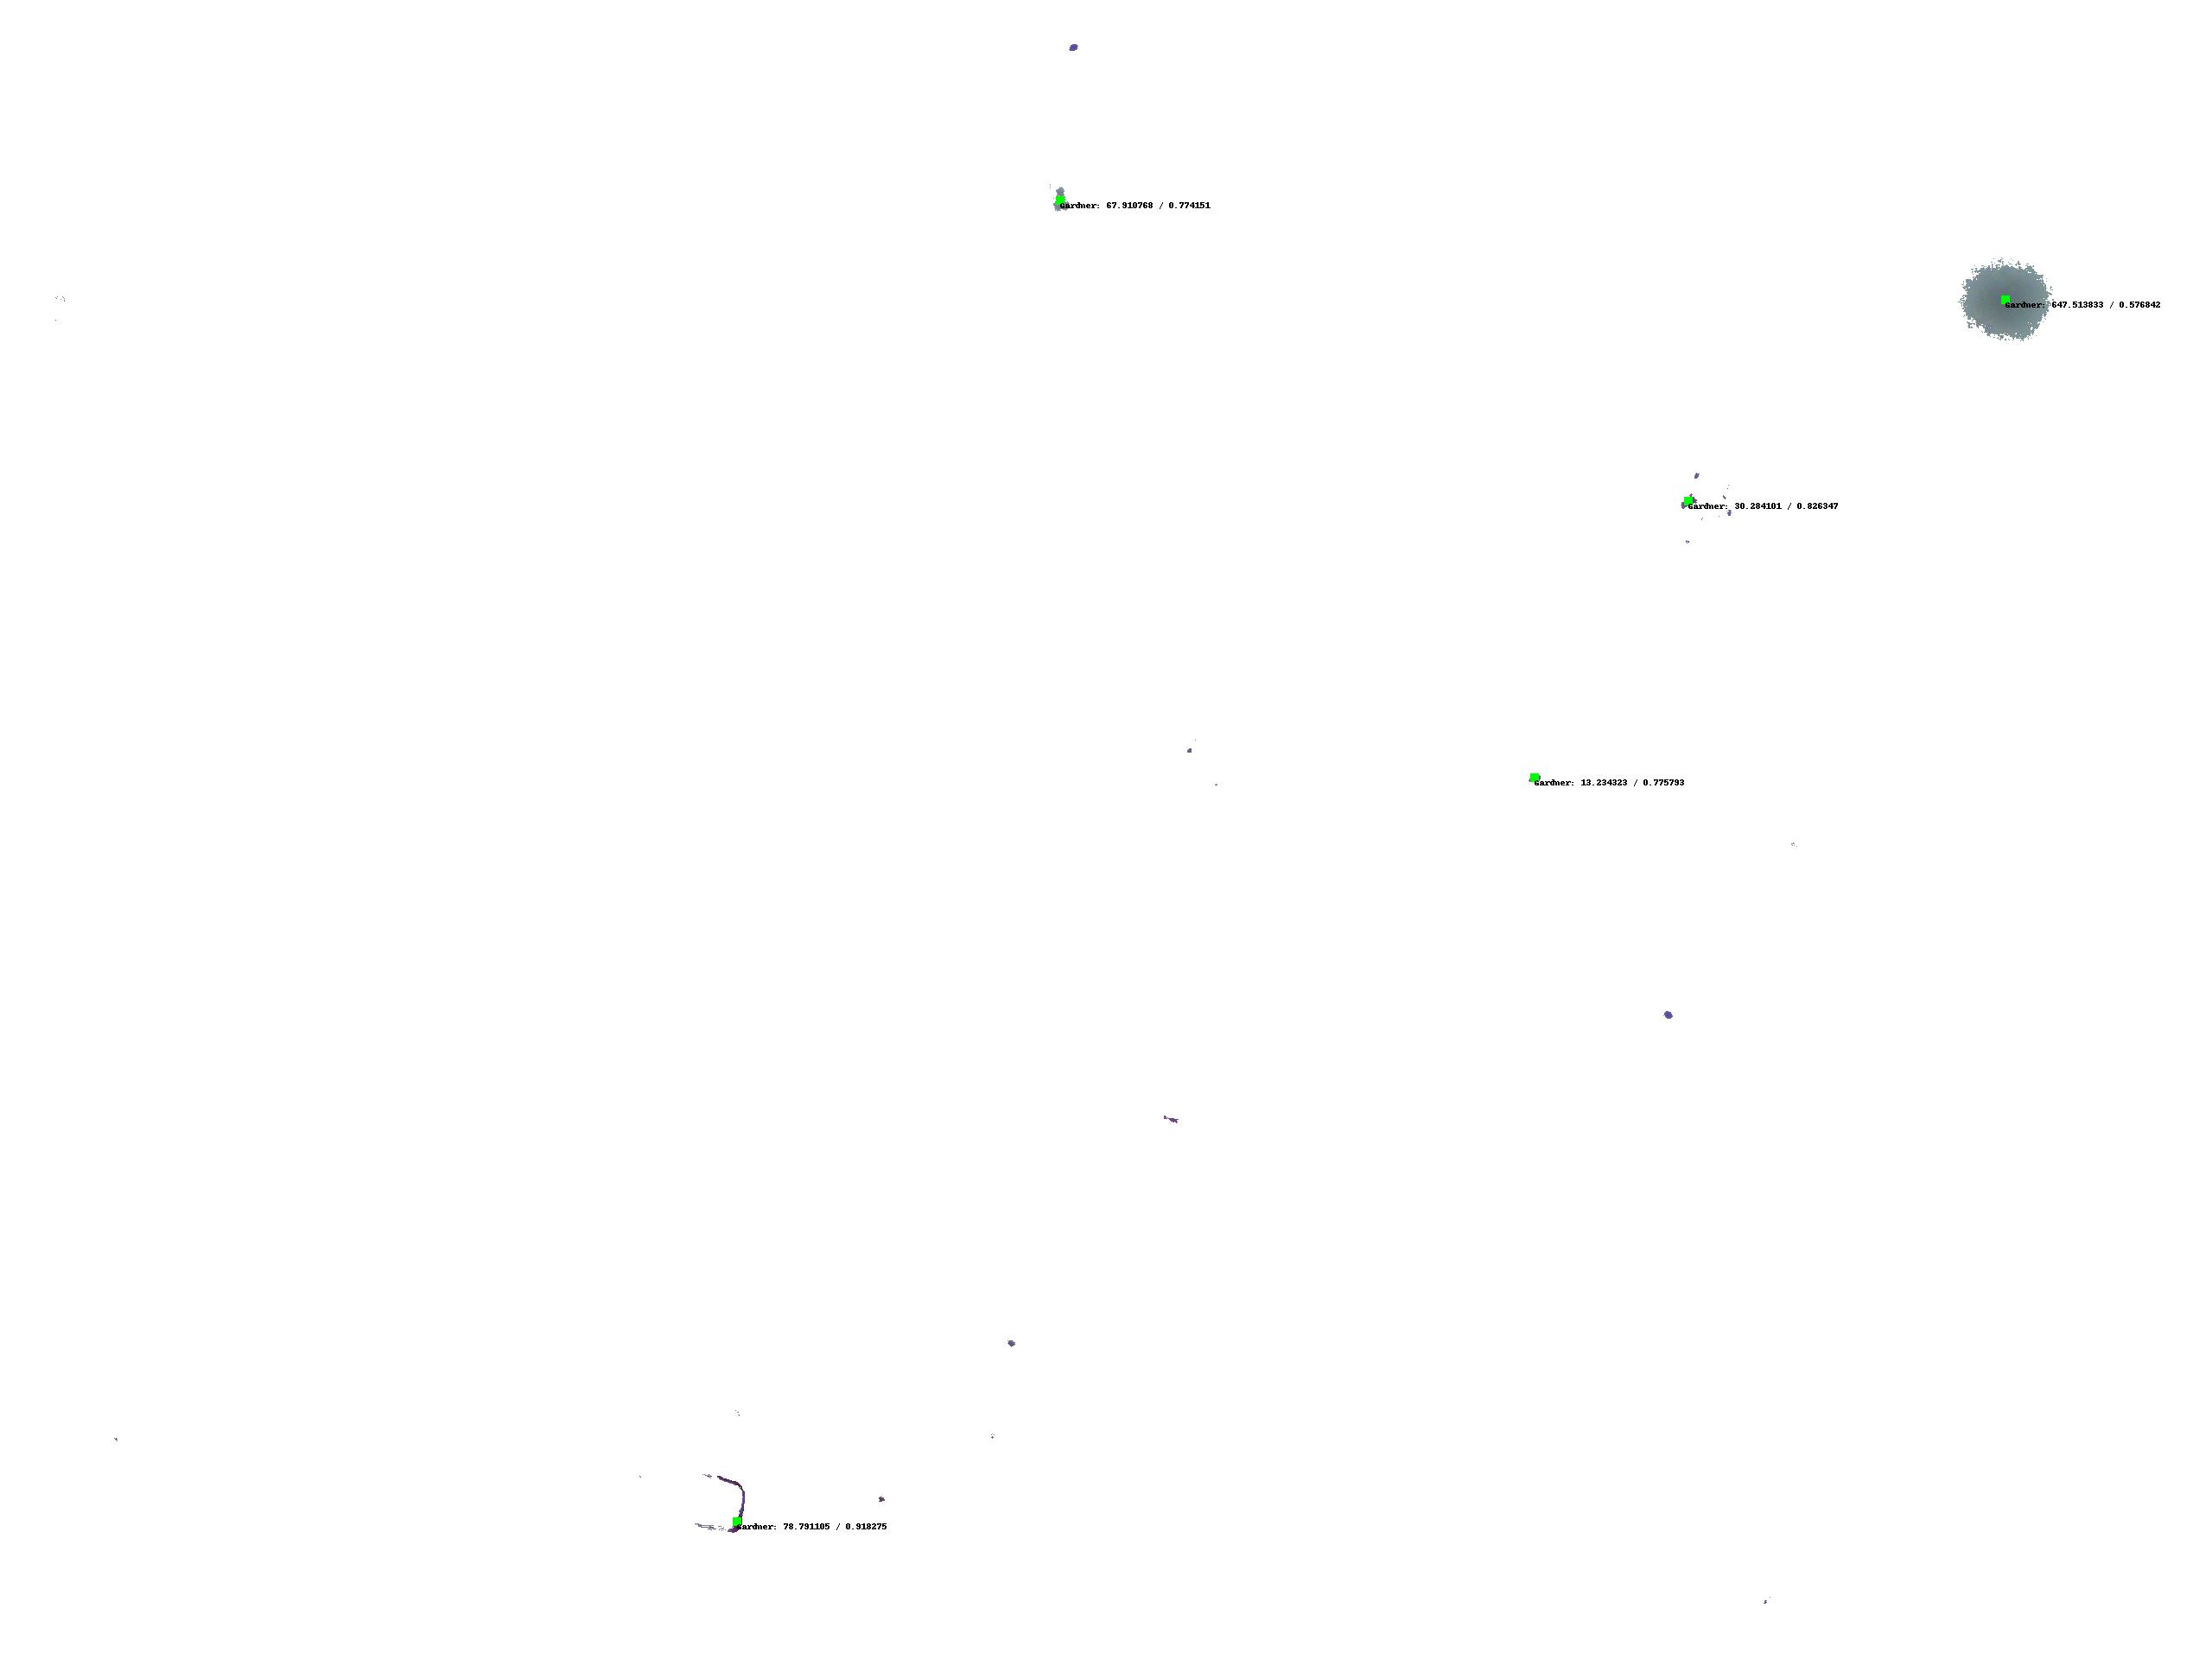 Gardner: 67.910768 / 0.774151
Gardner: 647.513833 / 0.576842
Gardner: 30.284101 / 0.826347
Gardner: 13.234323 / 0.775793
Gardner: 78.791105 / 0.918275